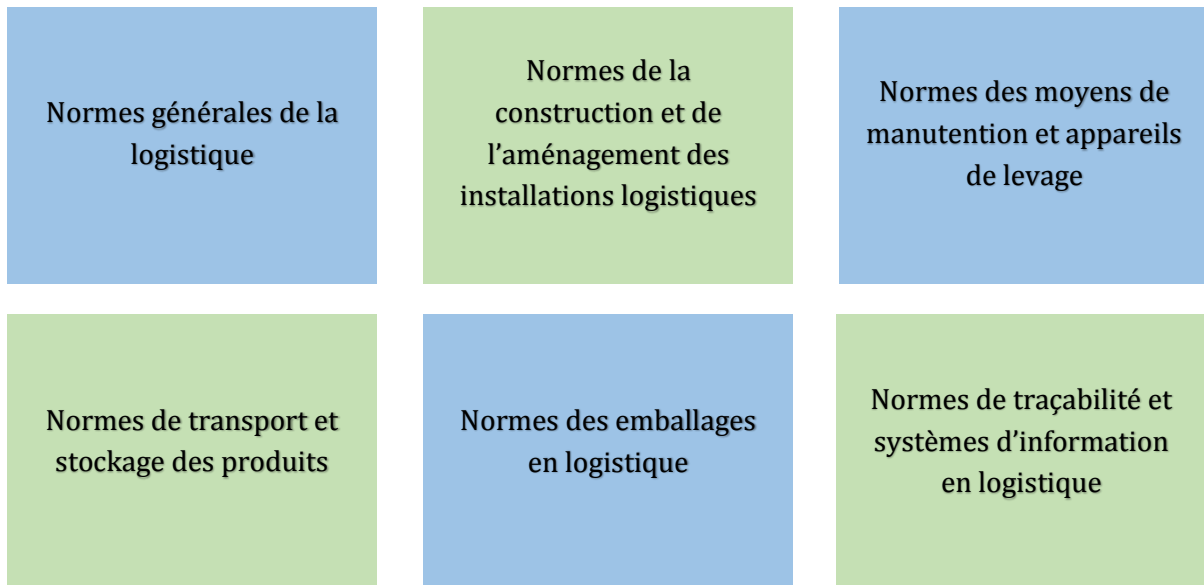 Normes générales de la
logistique
Normes de la
construction et de
l’aménagement des
installations logistiques
Normes des moyens de
manutention et appareils
de levage
Normes de transport et
stockage des produits
Normes des emballages
en logistique
Normes de traçabilité et
systèmes d’information
en logistique